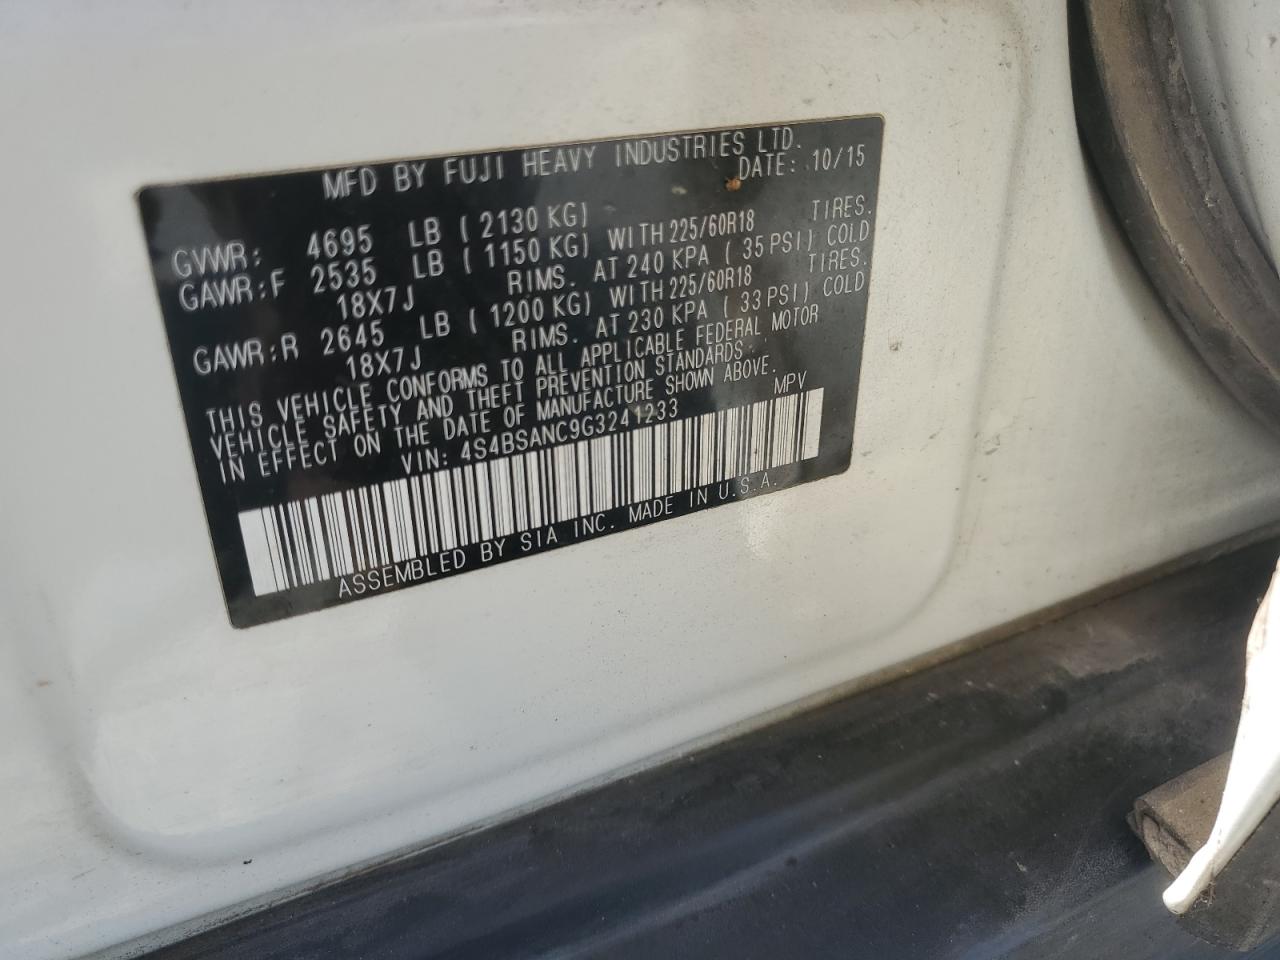 MFD BY FUJI HEAVY INDUSTRIES LTD.
DATE: 10/15
GVWR: 4695 LB (2130 KG)
GAWR:F 2535 LB (1150 KG) WITH 225/60R18 TIRES.
18X7J RIMS. AT 240 KPA (35 PSI) COLD
GAWR:R 2645 LB (1200 KG) WITH 225/60R18 TIRES.
18X7J RIMS. AT 230 KPA (33 PSI) COLD
THIS VEHICLE CONFORMS TO ALL APPLICABLE FEDERAL MOTOR
VEHICLE SAFETY AND THEFT PREVENTION STANDARDS
IN EFFECT ON THE DATE OF MANUFACTURE SHOWN ABOVE.
VIN: 4S4BSANC9G3241233 MPV
ASSEMBLED BY SIA INC. MADE IN U.S.A.